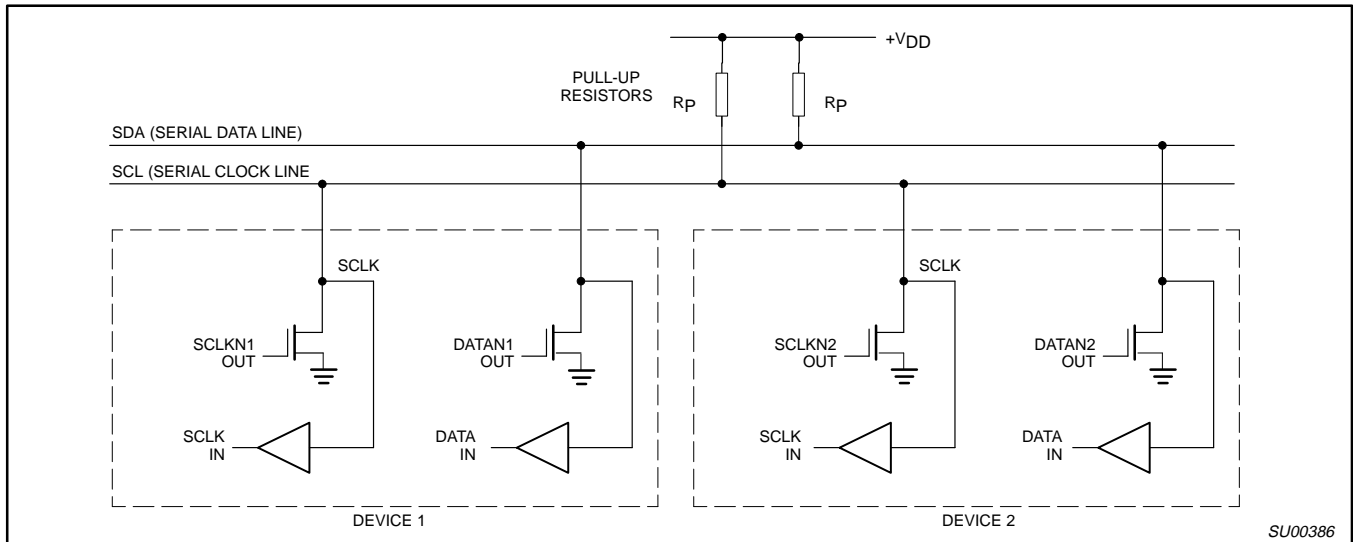 +VDD
PULL-UP
RESISTORS
RP
RP
SDA (SERIAL DATA LINE)
SCL (SERIAL CLOCK LINE
SCLK
SCLK
SCLKN1
OUT
DATAN1
OUT
SCLKN2
OUT
DATAN2
OUT
SCLK
IN
DATA
IN
SCLK
IN
DATA
IN
DEVICE 1
DEVICE 2
SU00386